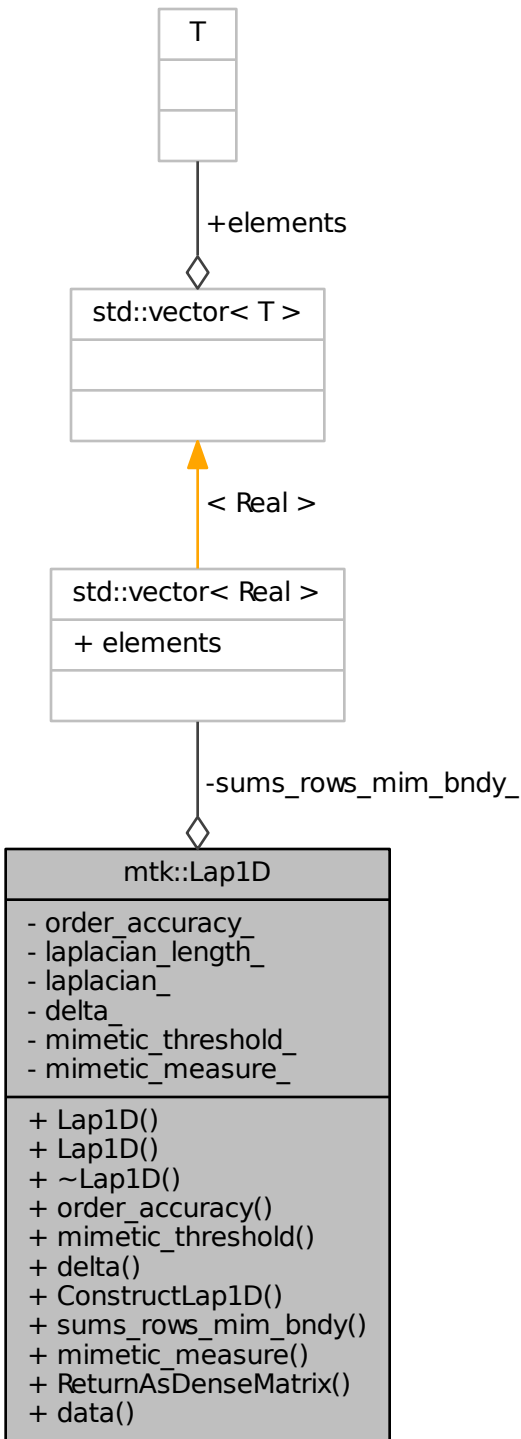 T
+elements
std::vector< T >
< Real >
std::vector< Real >
+ elements
-sums_rows_mim_bndy_
mtk::Lap1D
- order_accuracy_
- laplacian_length_
- laplacian_
- delta_
- mimetic_threshold_
- mimetic_measure_
+ Lap1D()
+ Lap1D()
+ ~Lap1D()
+ order_accuracy()
+ mimetic_threshold()
+ delta()
+ ConstructLap1D()
+ sums_rows_mim_bndy()
+ mimetic_measure()
+ ReturnAsDenseMatrix()
+ data()